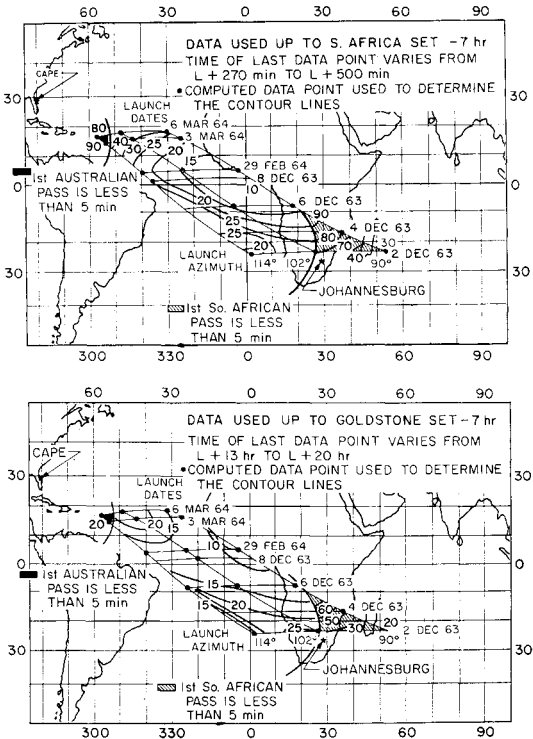 60 30 0 30 60 90
DATA USED UP TO S. AFRICA SET -7 hr
TIME OF LAST DATA POINT VARIES FROM
L + 270 min TO L + 500 min
• COMPUTED DATA POINT USED TO DETERMINE
THE CONTOUR LINES
CAPE
30 30
LAUNCH
DATES
6 MAR 64
3 MAR 64
80
90 40 30 25 20
15
29 FEB 64
8 DEC 63
10
0 0
1st AUSTRALIAN
PASS IS LESS
THAN 5 min
6 DEC 63
20 90
4 DEC 63
25 80 30
25 70 2 DEC 63
20 40 90°
LAUNCH
AZIMUTH 114° 102°
30 30
JOHANNESBURG
1st So. AFRICAN
PASS IS LESS
THAN 5 min
300 330 0 30 60 90
60 30 0 30 60 90
DATA USED UP TO GOLDSTONE SET -7 hr
TIME OF LAST DATA POINT VARIES FROM
L + 13 hr TO L + 20 hr
• COMPUTED DATA POINT USED TO DETERMINE
THE CONTOUR LINES
CAPE
30 30
LAUNCH
DATES
6 MAR 64
3 MAR 64
20 20 15
10
29 FEB 64
8 DEC 63
0 0
1st AUSTRALIAN
PASS IS LESS
THAN 5 min
15 6 DEC 63
15 20 60 4 DEC 63
50 20
25 30 2 DEC 63
90°
LAUNCH
AZIMUTH 114° 102°
30 30
JOHANNESBURG
1st So. AFRICAN
PASS IS LESS
THAN 5 min
300 330 0 30 60 90